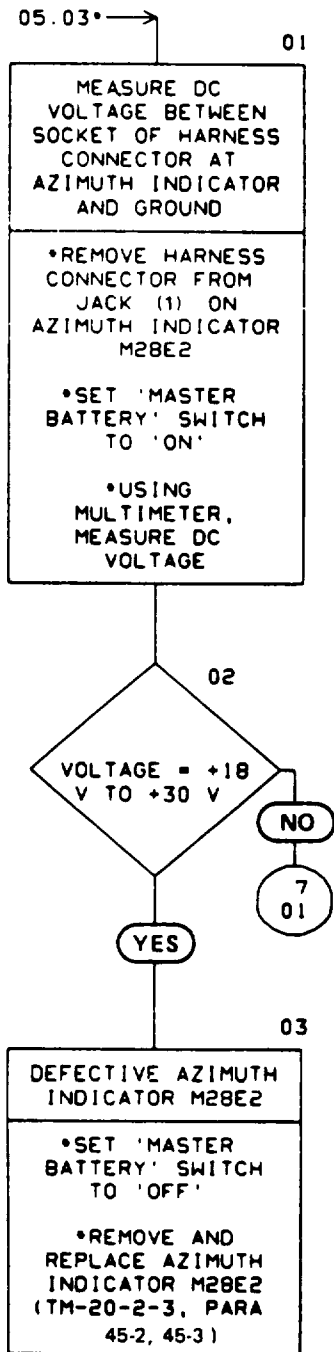 05.03•
01
MEASURE DC
VOLTAGE BETWEEN
SOCKET OF HARNESS
CONNECTOR AT
AZIMUTH INDICATOR
AND GROUND
•REMOVE HARNESS
CONNECTOR FROM
JACK (1) ON
AZIMUTH INDICATOR
M28E2
•SET 'MASTER
BATTERY' SWITCH
TO 'ON'
•USING
MULTIMETER,
MEASURE DC
VOLTAGE
02
VOLTAGE = +18
V TO +30 V
NO
7
01
YES
03
DEFECTIVE AZIMUTH
INDICATOR M28E2
•SET 'MASTER
BATTERY' SWITCH
TO 'OFF'
•REMOVE AND
REPLACE AZIMUTH
INDICATOR M28E2
(TM-20-2-3, PARA
45-2, 45-3)